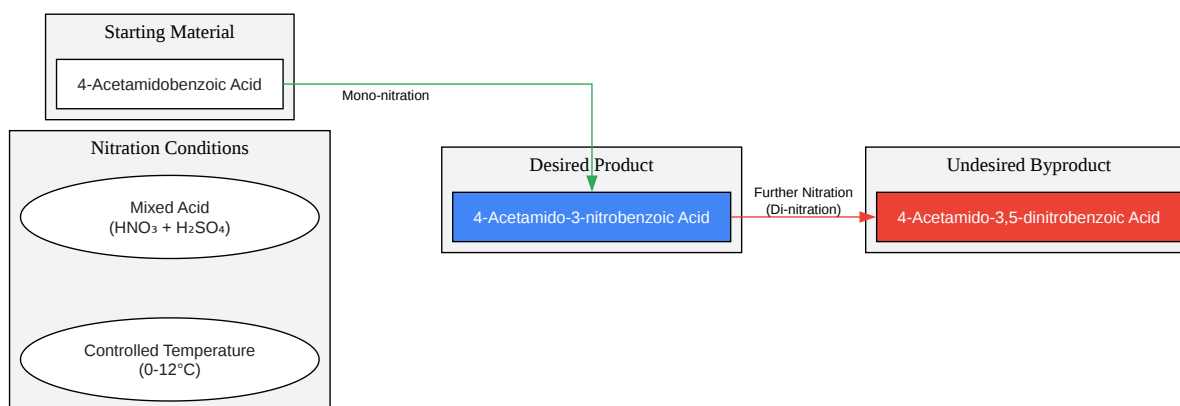 Starting Material
4-Acetamidobenzoic Acid
Mono-nitration
Nitration Conditions
Mixed Acid
(HNO₃ + H₂SO₄)
Controlled Temperature
(0-12°C)
Desired Product
4-Acetamido-3-nitrobenzoic Acid
Further Nitration
(Di-nitration)
Undesired Byproduct
4-Acetamido-3,5-dinitrobenzoic Acid